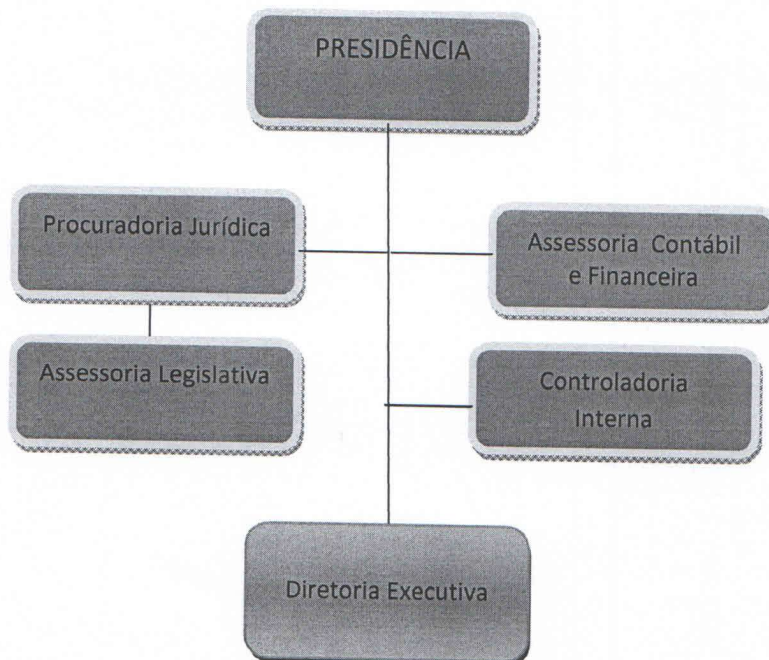 PRESIDÊNCIA
Procuradoria Jurídica
Assessoria Contábil
e Financeira
Assessoria Legislativa
Controladoria
Interna
Diretoria Executiva